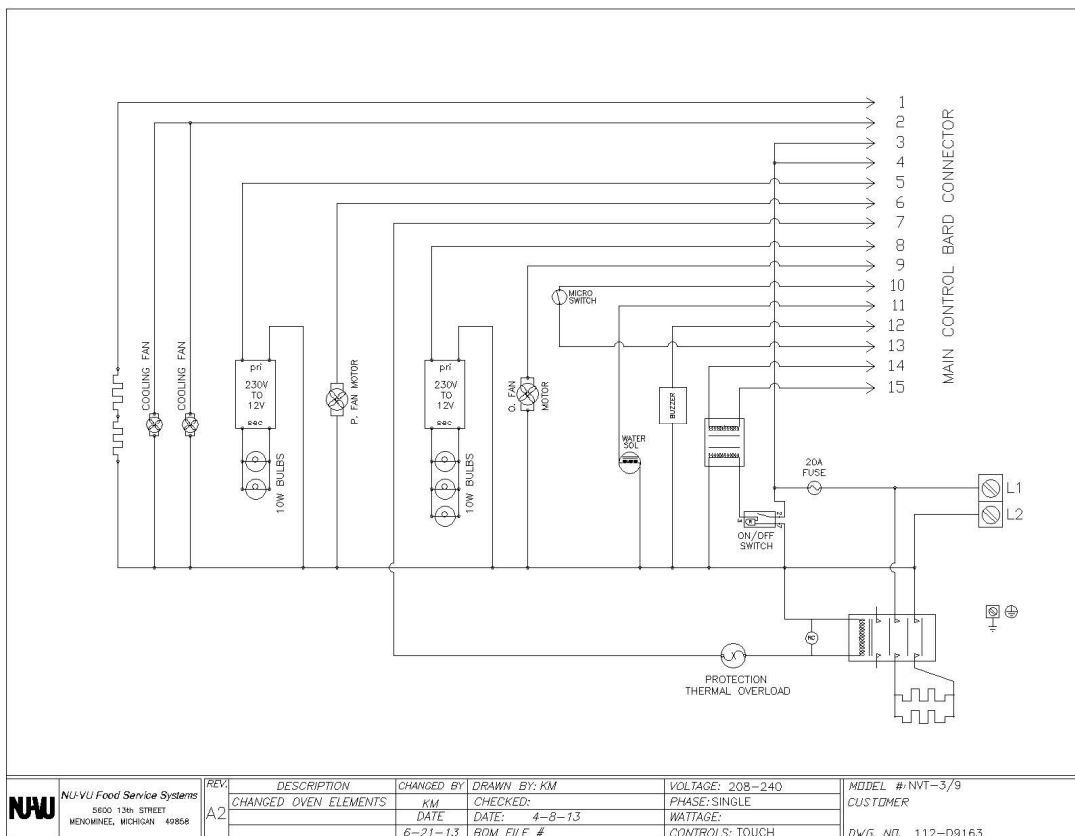 1
2
3
4
5
6
7
8
9
10
11
12
13
14
15
MAIN CONTROL BARD CONNECTOR
MICRO
SWITCH
COOLING FAN
COOLING FAN
pri
230V
TO
12V
sec
10W BULBS
P. FAN MOTOR
pri
230V
TO
12V
sec
10W BULBS
O. FAN
MOTOR
WATER
SOL
BUZZER
20A
FUSE
L1
L2
ON/OFF
SWITCH
RC
PROTECTION
THERMAL OVERLOAD
NU-VU Food Service Systems
5600 13th STREET
MENOMINEE, MICHIGAN 49858
REV.
A2
DESCRIPTION
CHANGED OVEN ELEMENTS
CHANGED BY
KM
DATE
6-21-13
DRAWN BY: KM
CHECKED:
DATE: 4-8-13
BOM FILE #
VOLTAGE: 208-240
PHASE: SINGLE
WATTAGE:
CONTROLS: TOUCH
MODEL #: NVT-3/9
CUSTOMER
DWG. NO. 112-D9163